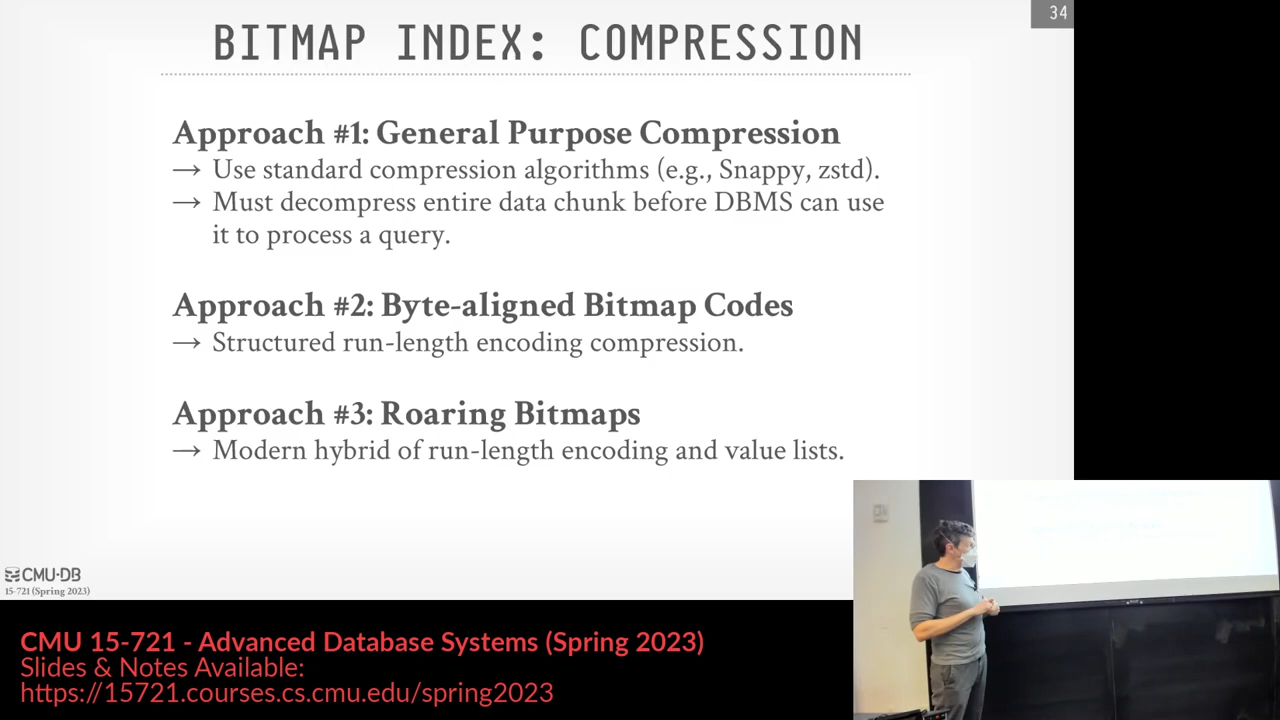 34
BITMAP INDEX: COMPRESSION
Approach #1: General Purpose Compression
→ Use standard compression algorithms (e.g., Snappy, zstd).
→ Must decompress entire data chunk before DBMS can use
it to process a query.
Approach #2: Byte-aligned Bitmap Codes
→ Structured run-length encoding compression.
Approach #3: Roaring Bitmaps
→ Modern hybrid of run-length encoding and value lists.
CMU·DB
15-721 (Spring 2023)
CMU 15-721 - Advanced Database Systems (Spring 2023)
Slides & Notes Available:
https://15721.courses.cs.cmu.edu/spring2023